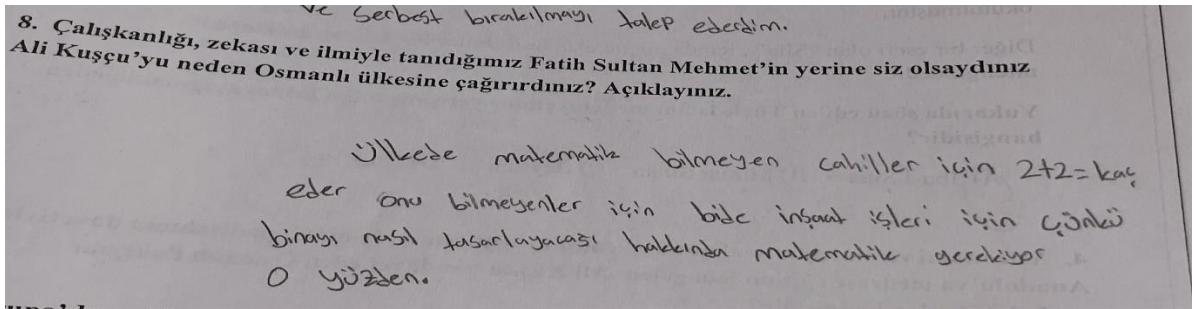 ve serbest bırakılmayı talep ederdim.
8. Çalışkanlığı, zekası ve ilmiyle tanıdığımız Fatih Sultan Mehmet'in yerine siz olsaydınız
Ali Kuşçu'yu neden Osmanlı ülkesine çağırırdınız? Açıklayınız.
Ülkede matematik bilmeyen cahiller için 2+2= kaç
eder onu bilmeyenler için bide inşaat işleri için çünkü
binayı nasıl tasarlayacağı hakkında matematik gerekiyor
O yüzden.